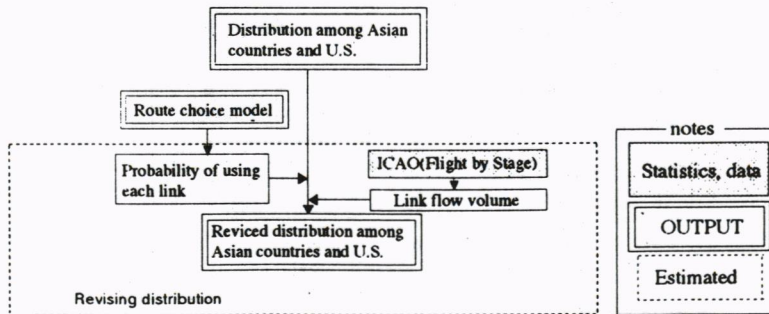 Distribution among Asian
countries and U.S.
Route choice model
Probability of using
each link
ICAO(Flight by Stage)
Link flow volume
Reviced distribution among
Asian countries and U.S.
Revising distribution
notes
Statistics, data
OUTPUT
Estimated